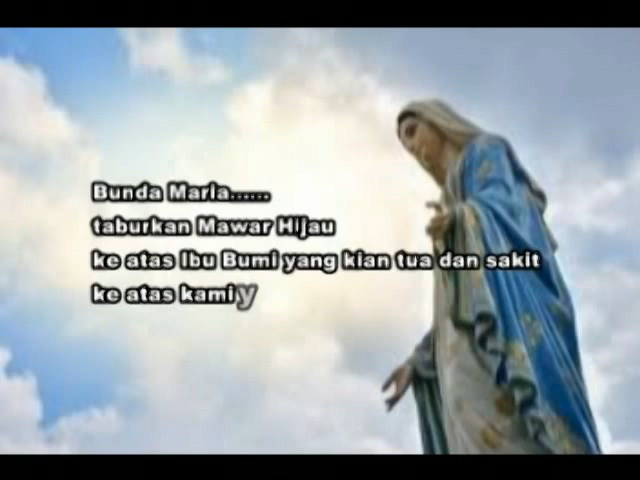 Bunda Maria......
taburkan Mawar Hijau
ke atas Ibu Bumi yang kian tua dan sakit
ke atas kami y